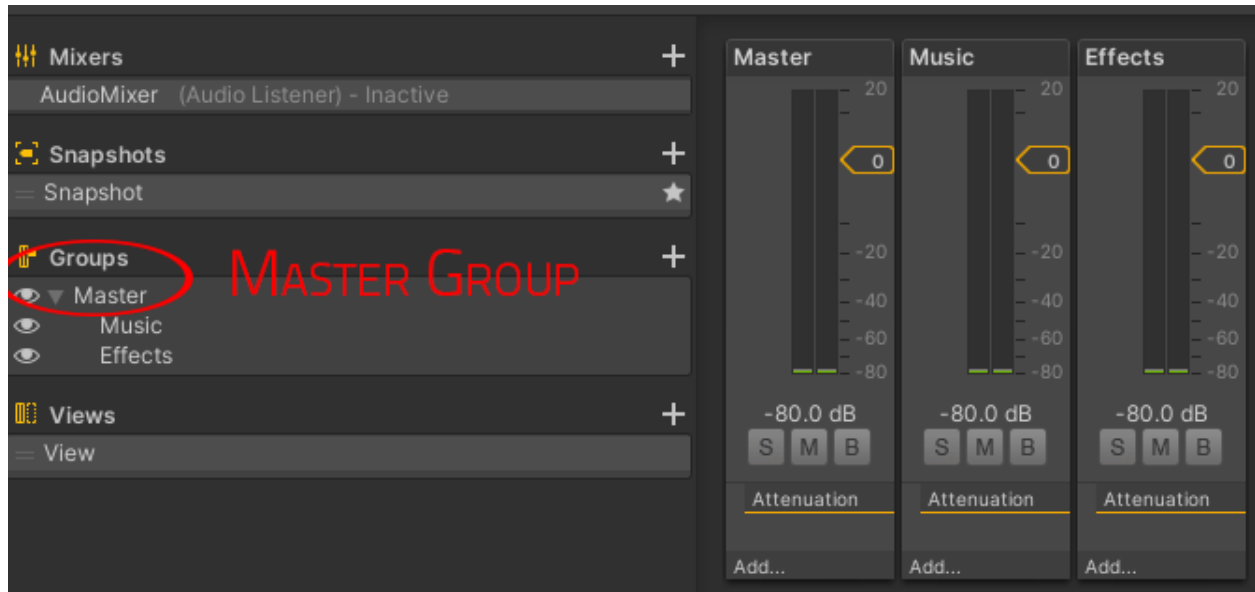 Mixers
AudioMixer (Audio Listener) - Inactive
Snapshots
Snapshot
Groups
MASTER GROUP
Master
Music
Effects
Views
View
Master
20
0
-20
-40
-60
-80
-80.0 dB
S M B
Attenuation
Add...
Music
20
0
-20
-40
-60
-80
-80.0 dB
S M B
Attenuation
Add...
Effects
20
0
-20
-40
-60
-80
-80.0 dB
S M B
Attenuation
Add...